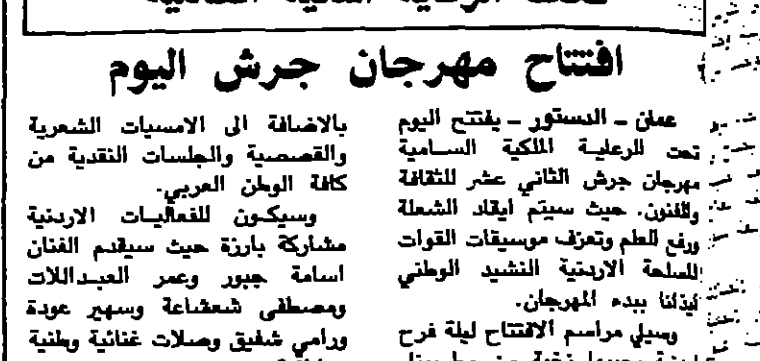 افتتاح مهرجان جرش اليوم
عمان ـ الدستور ـ يفتتح اليوم
تحت الرعاية الملكية السامية
مهرجان جرش الثاني عشر للثقافة
والفنون. حيث سيتم ايقاد الشعلة
ورفع العلم وتعزف موسيقات القوات
المسلحة الاردنية النشيد الوطني
ايذانا ببدء المهرجان.
وسيلي مراسم الافتتاح ليلة فرح
بالاضافة الى الامسيات الشعرية
والقصصية والجلسات النقدية من
كافة الوطن العربي.
وسيكون للفعاليات الاردنية
مشاركة بارزة حيث سيقدم الفنان
اسامة جبور وعمر العبداللات
ومصطفى شعشاعة وسهير عودة
ورامي شفيق وصلات غنائية وطنية